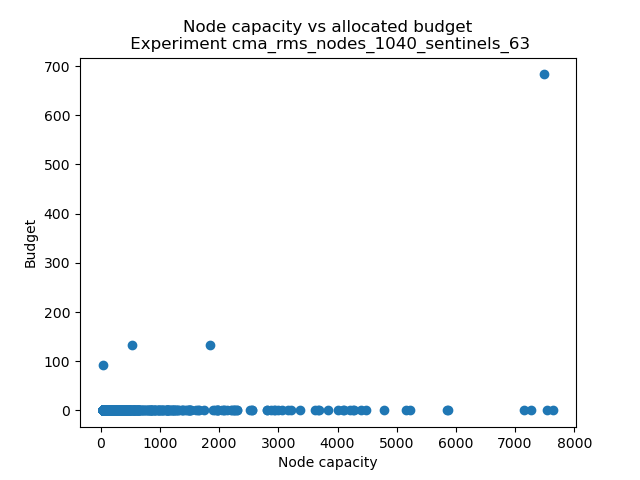 Node capacity vs allocated budget
Experiment cma_rms_nodes_1040_sentinels_63
700
600
500
400
300
200
100
0
Budget
0 1000 2000 3000 4000 5000 6000 7000 8000
Node capacity